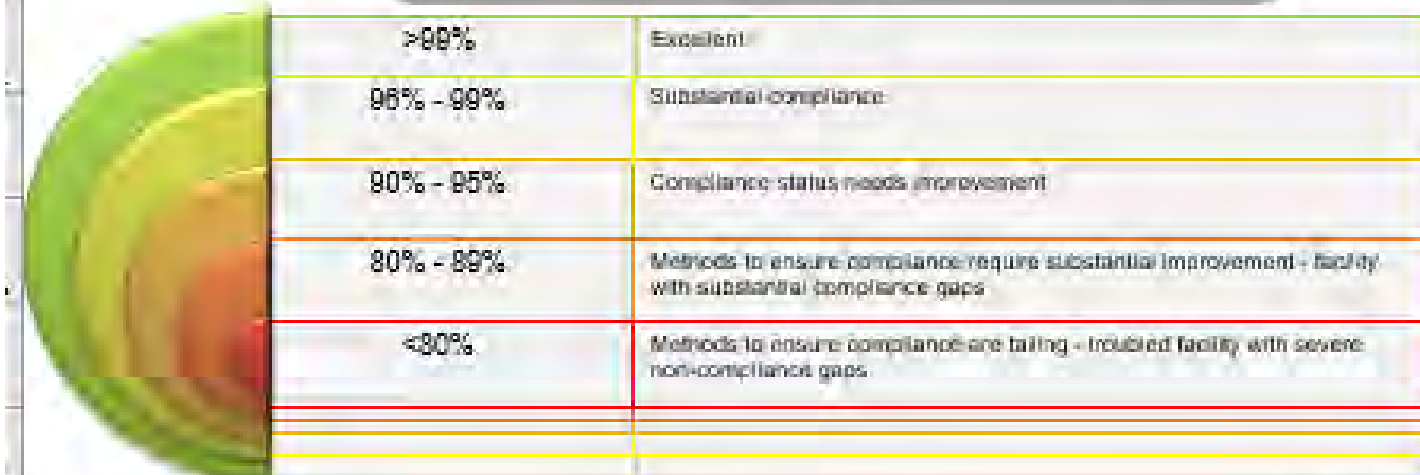 >99% Excellent
96% - 99% Substantial compliance
90% - 95% Compliance status needs improvement
80% - 89% Methods to ensure compliance require substantial improvement - facility
with substantial compliance gaps
<80% Methods to ensure compliance are failing - troubled facility with severe
non-compliance gaps